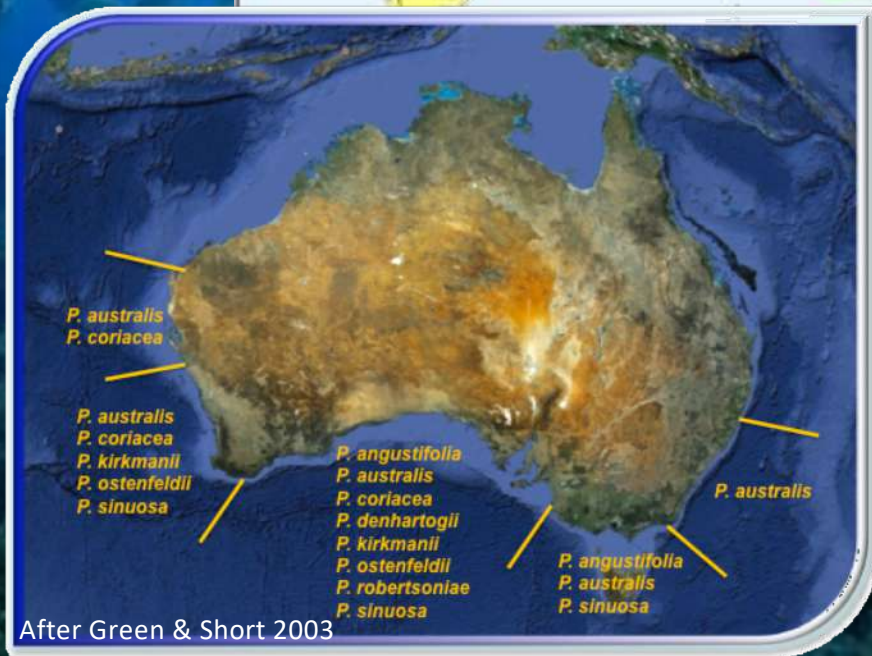 P. australis
P. coriacea
P. australis
P. coriacea
P. kirkmanii
P. ostenfeldii
P. sinuosa
P. angustifolia
P. australis
P. coriacea
P. denhartogii
P. kirkmanii
P. ostenfeldii
P. robertsoniae
P. sinuosa
P. angustifolia
P. australis
P. sinuosa
P. australis
After Green & Short 2003